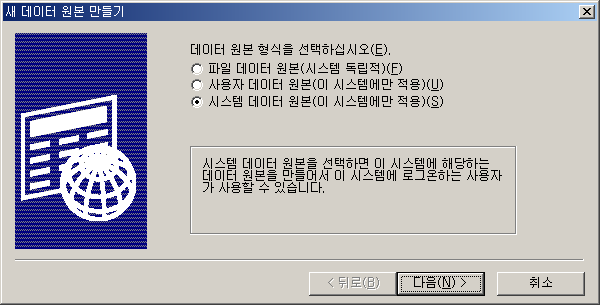 새 데이터 원본 만들기
데이터 원본 형식을 선택하십시오(E).
파일 데이터 원본(시스템 독립적)(F)
사용자 데이터 원본(이 시스템에만 적용)(U)
시스템 데이터 원본(이 시스템에만 적용)(S)
시스템 데이터 원본을 선택하면 이 시스템에 해당하는
데이터 원본을 만들어서 이 시스템에 로그온하는 사용자
가 사용할 수 있습니다.
< 뒤로(B) 다음(N) > 취소